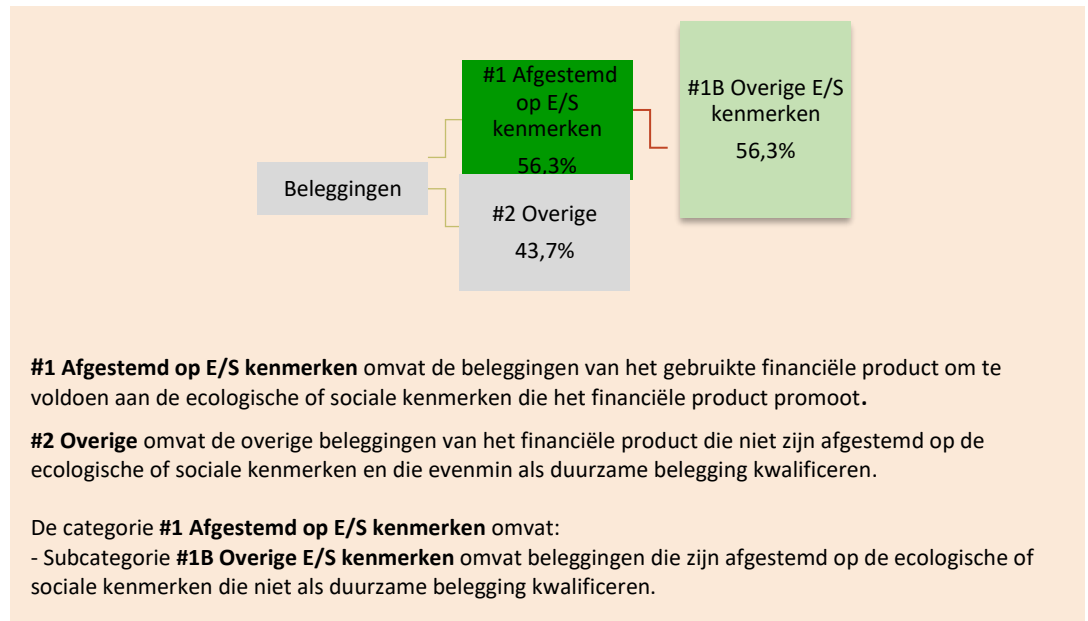 #1 Afgestemd
op E/S
kenmerken
56,3%
#1B Overige E/S
kenmerken
56,3%
Beleggingen
#2 Overige
43,7%
#1 Afgestemd op E/S kenmerken omvat de beleggingen van het gebruikte financiële product om te
voldoen aan de ecologische of sociale kenmerken die het financiële product promoot.
#2 Overige omvat de overige beleggingen van het financiële product die niet zijn afgestemd op de
ecologische of sociale kenmerken en die evenmin als duurzame belegging kwalificeren.
De categorie #1 Afgestemd op E/S kenmerken omvat:
- Subcategorie #1B Overige E/S kenmerken omvat beleggingen die zijn afgestemd op de ecologische of
sociale kenmerken die niet als duurzame belegging kwalificeren.